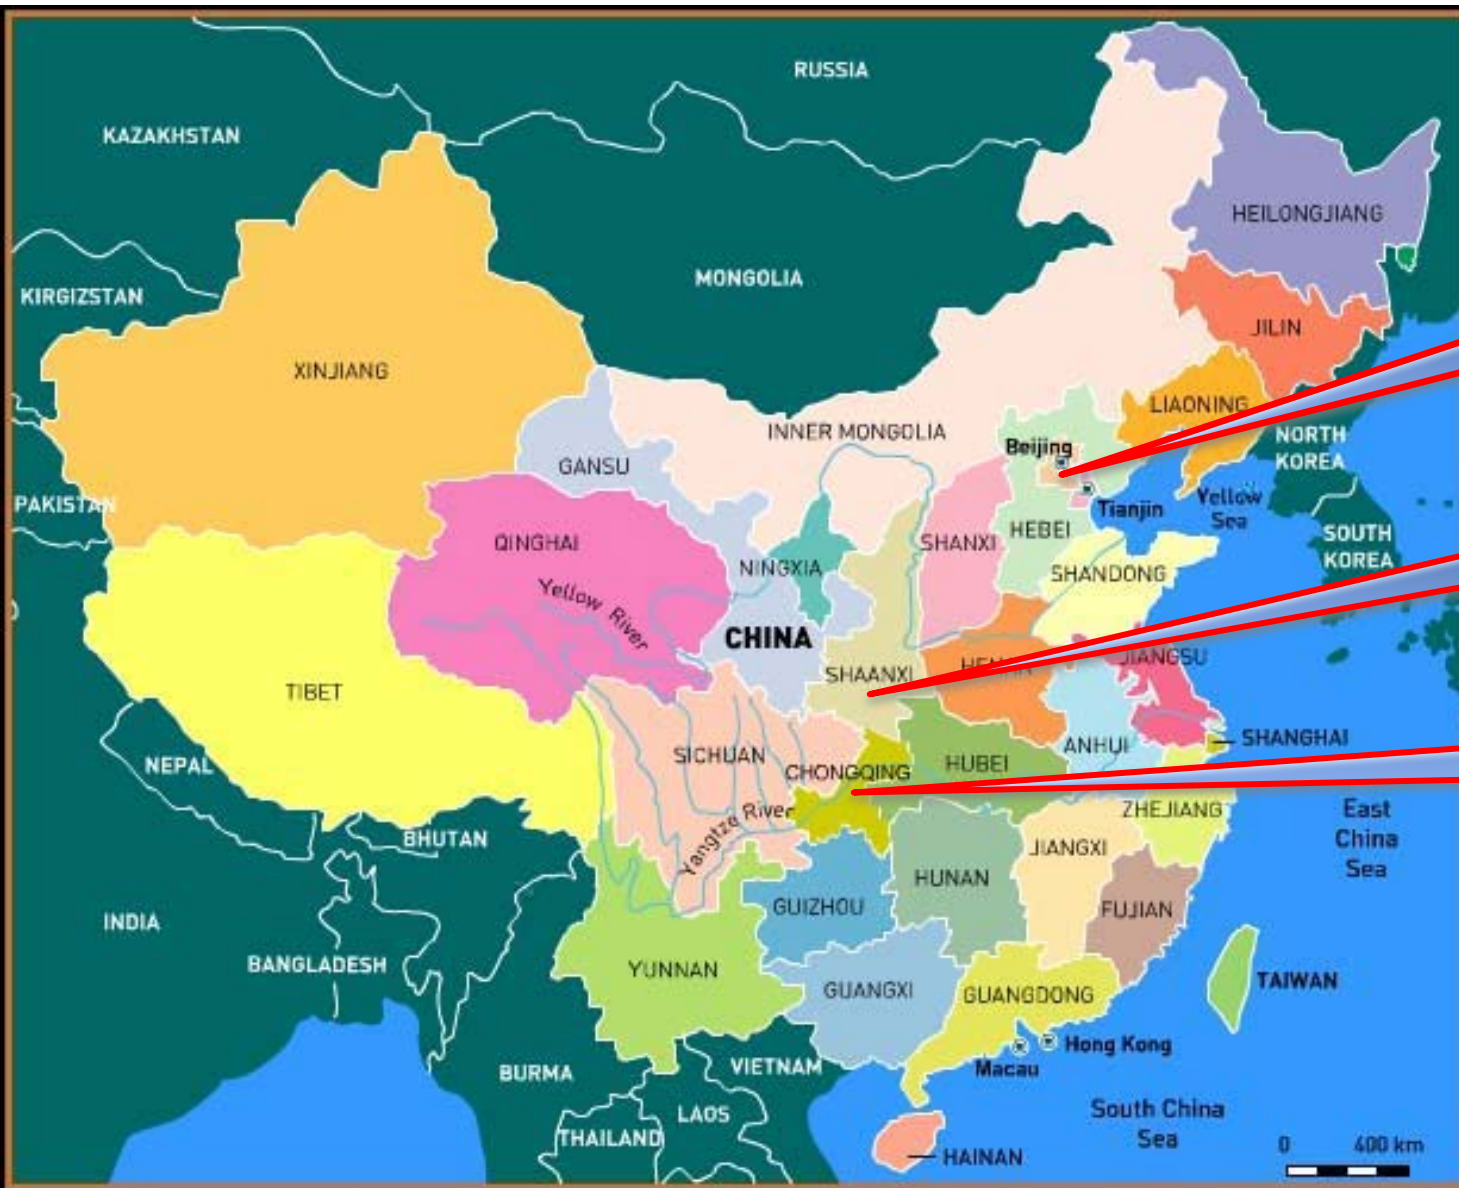 RUSSIA
KAZAKHSTAN
HEILONGJIANG
MONGOLIA
KIRGIZSTAN
JILIN
XINJIANG
LIAONING
INNER MONGOLIA
NORTH
KOREA
Beijing
GANSU
PAKISTAN
Yellow
Sea
Tianjin
HEBEI
SHANXI
SOUTH
KOREA
QINGHAI
NINGXIA
SHANDONG
Yellow River
CHINA
JIANGSU
HENAN
SHAANXI
TIBET
SHANGHAI
ANHUI
SICHUAN
HUBEI
NEPAL
CHONGQING
ZHEJIANG
East
China
Sea
Yangtze River
BHUTAN
JIANGXI
HUNAN
GUIZHOU
FUJIAN
INDIA
BANGLADESH
YUNNAN
TAIWAN
GUANGXI
GUANGDONG
Hong Kong
Macau
VIETNAM
BURMA
LAOS
South China
Sea
THAILAND
HAINAN
0 400 km